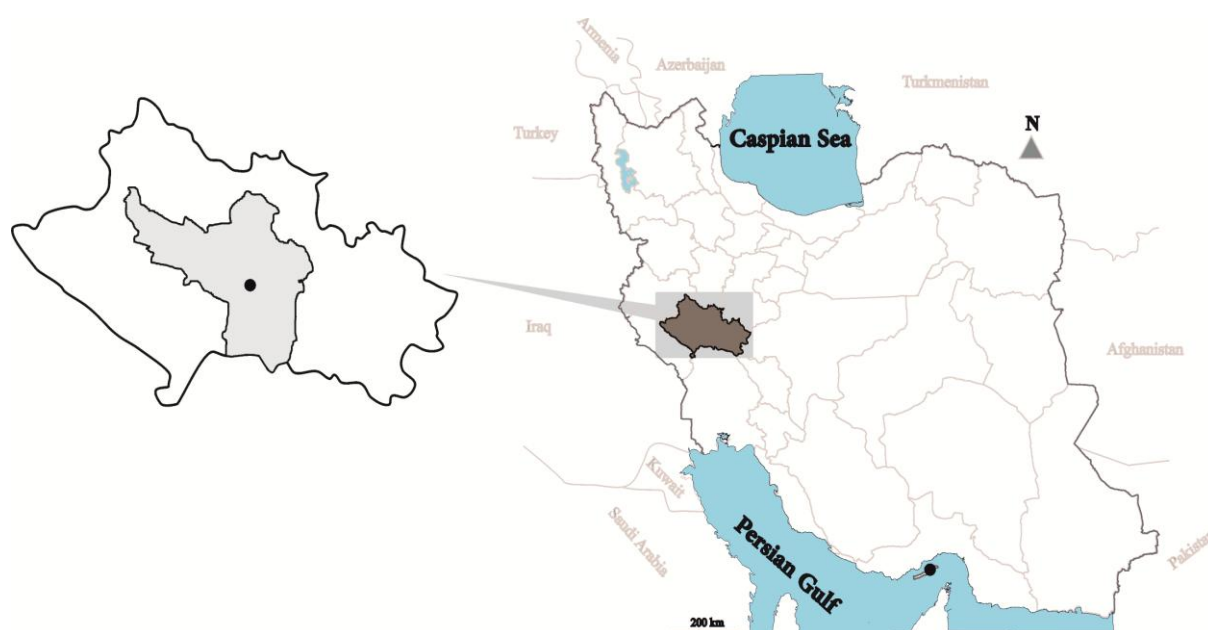 Armenia
Azerbaijan
Turkmenistan
Turkey
Caspian Sea
N
Iraq
Afghanistan
Kuwait
Saudi Arabia
Persian Gulf
Pakistan
200 km